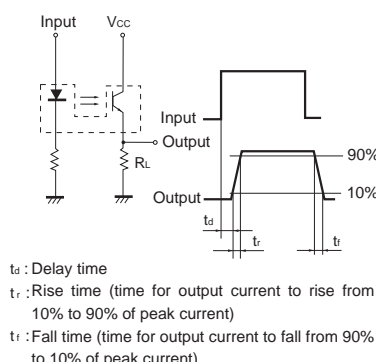 Input
Vcc
Input
Output
RL
90%
10%
Output
td
tr
tf
td : Delay time
tr : Rise time (time for output current to rise from
10% to 90% of peak current)
tf : Fall time (time for output current to fall from 90%
to 10% of peak current)